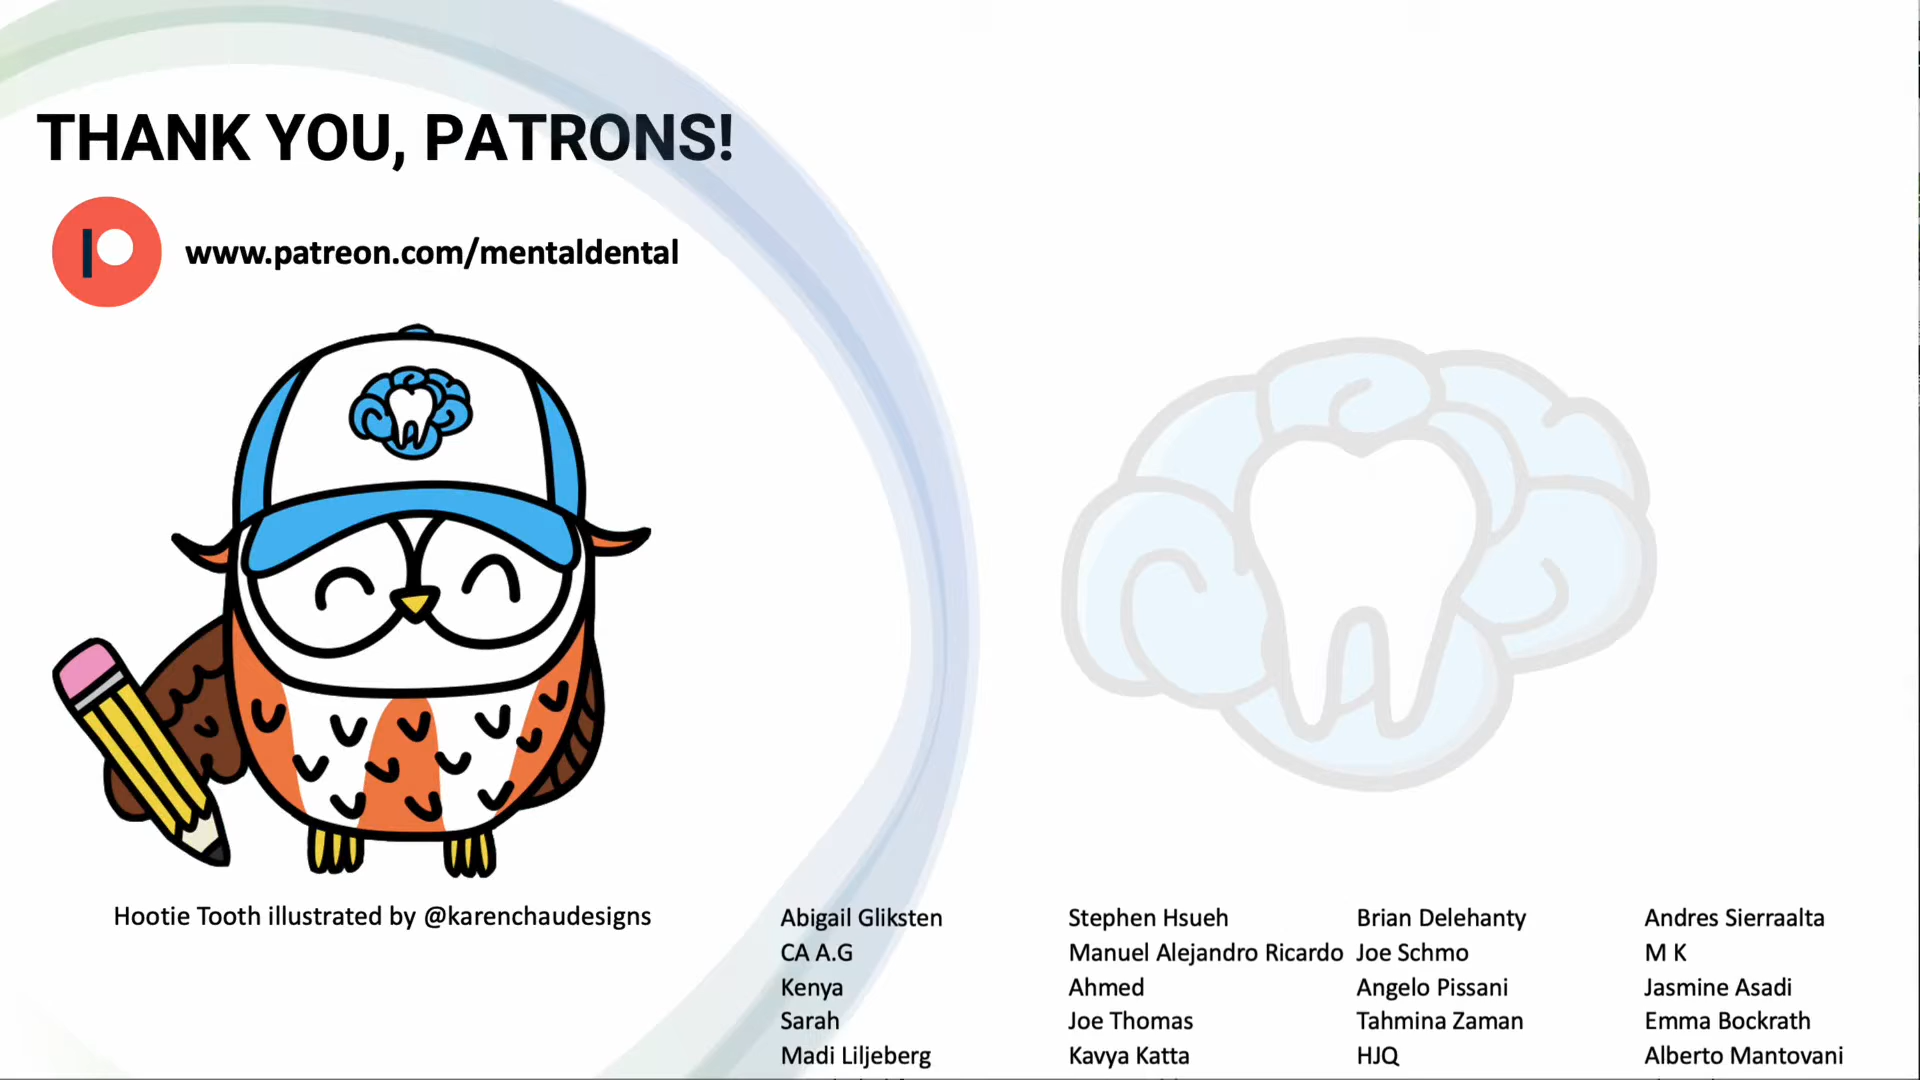 THANK YOU, PATRONS!
www.patreon.com/mentaldental
Hootie Tooth illustrated by @karenchaudesigns
Abigail Gliksten Stephen Hsueh Brian Delehanty Andres Sierraalta
CA A.G Manuel Alejandro Ricardo Joe Schmo M K
Kenya Ahmed Angelo Pissani Jasmine Asadi
Sarah Joe Thomas Tahmina Zaman Emma Bockrath
Madi Liljeberg Kavya Katta HJQ Alberto Mantovani